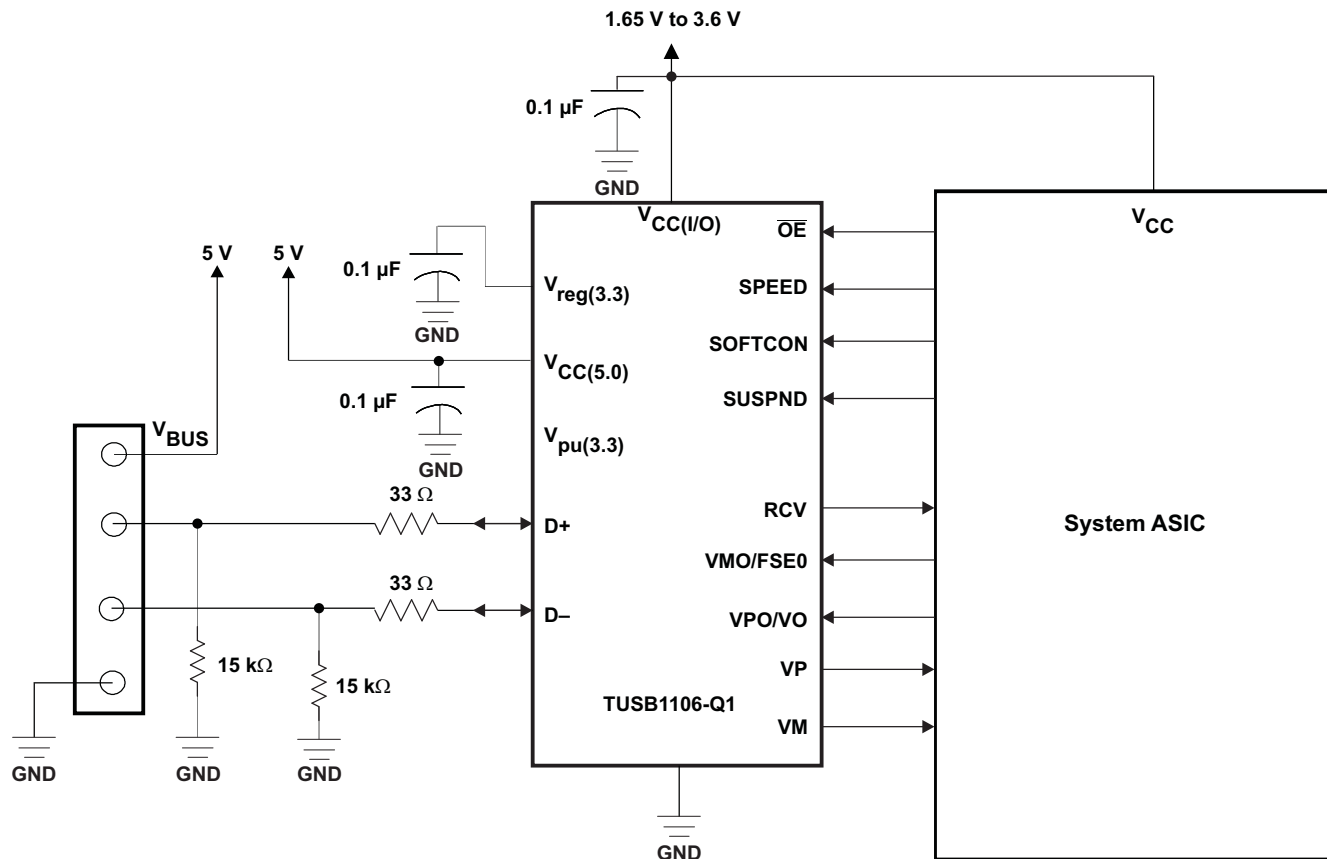 1.65 V to 3.6 V
0.1 µF
GND
V_CC(I/O)
OE
V_CC
5 V
5 V
0.1 µF
GND
V_reg(3.3)
SPEED
SOFTCON
V_CC(5.0)
SUSPND
0.1 µF
GND
V_pu(3.3)
V_BUS
33 Ω
D+
RCV
System ASIC
VMO/FSE0
33 Ω
D–
VPO/VO
15 kΩ
15 kΩ
VP
TUSB1106-Q1
VM
GND
GND
GND
GND